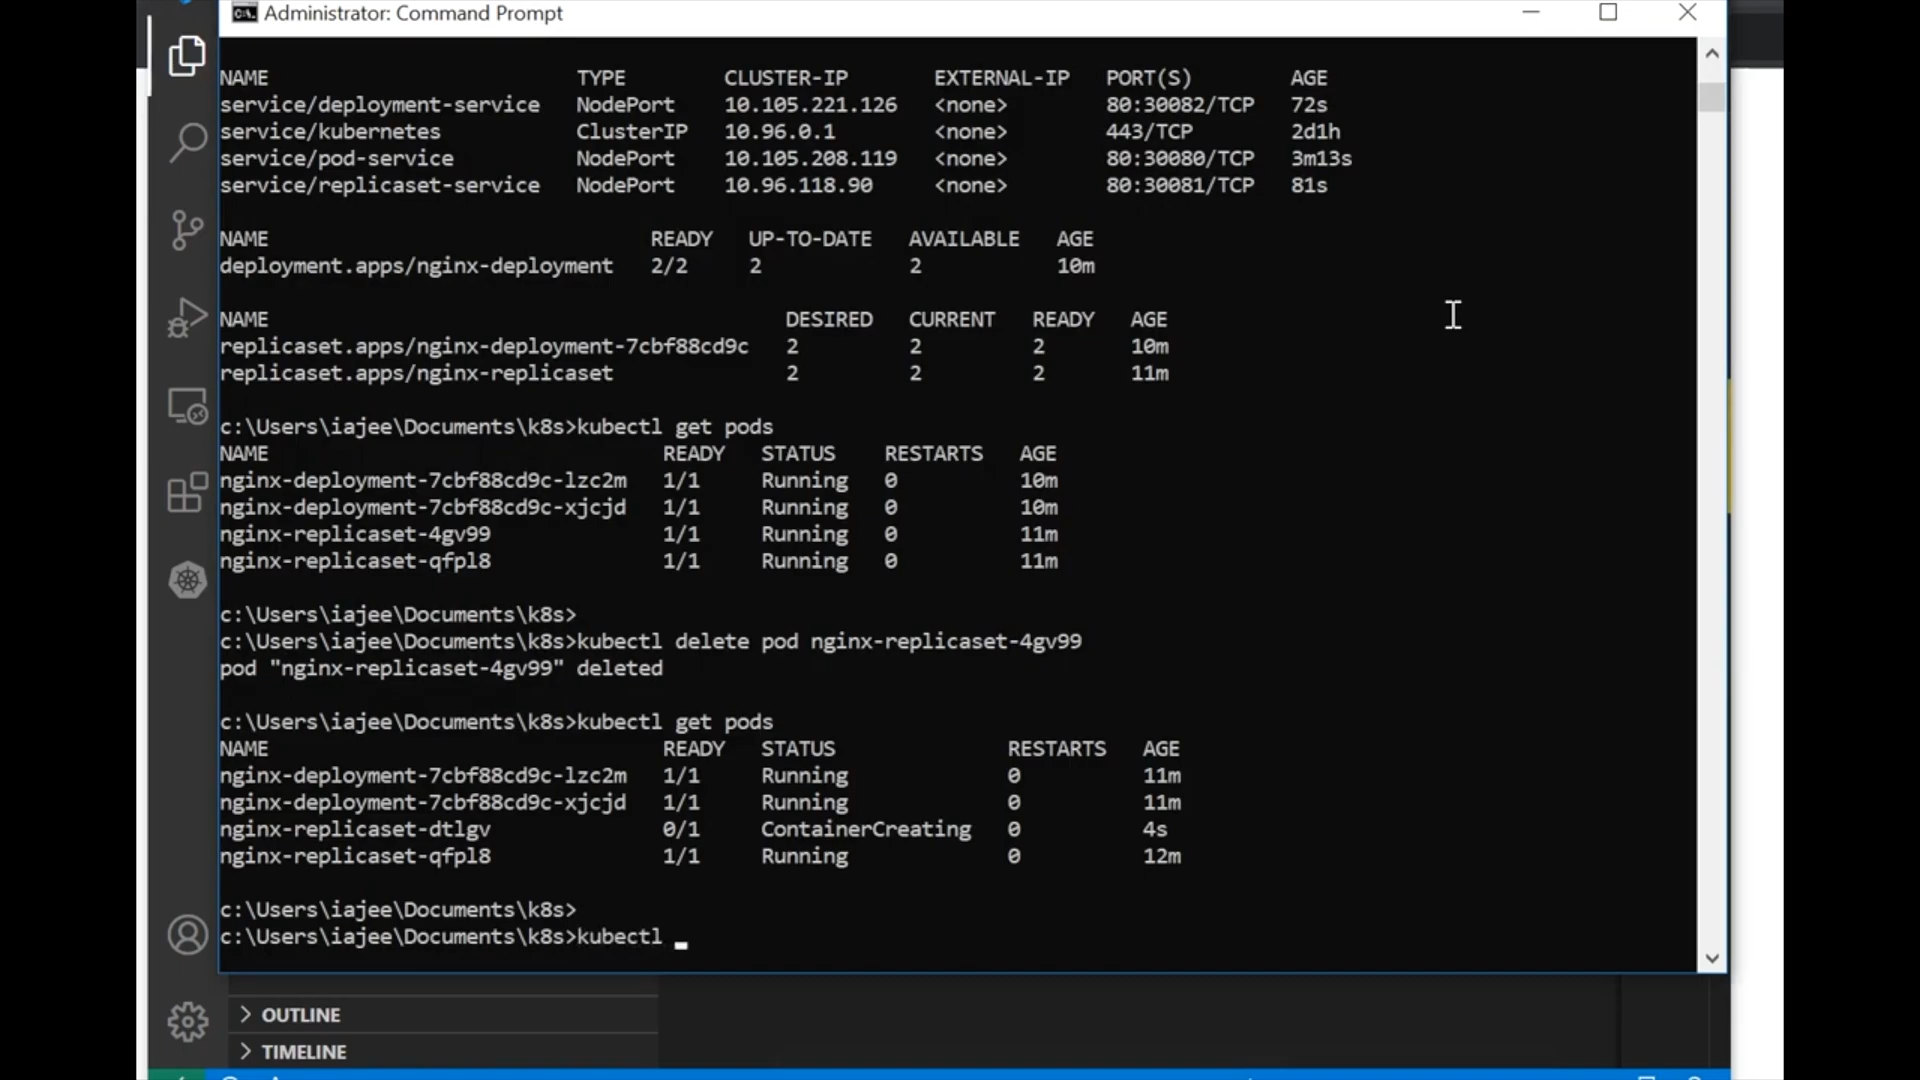 Administrator: Command Prompt
NAME TYPE CLUSTER-IP EXTERNAL-IP PORT(S) AGE
service/deployment-service NodePort 10.105.221.126 <none> 80:30082/TCP 72s
service/kubernetes ClusterIP 10.96.0.1 <none> 443/TCP 2d1h
service/pod-service NodePort 10.105.208.119 <none> 80:30080/TCP 3m13s
service/replicaset-service NodePort 10.96.118.90 <none> 80:30081/TCP 81s
NAME READY UP-TO-DATE AVAILABLE AGE
deployment.apps/nginx-deployment 2/2 2 2 10m
NAME DESIRED CURRENT READY AGE
replicaset.apps/nginx-deployment-7cbf88cd9c 2 2 2 10m
replicaset.apps/nginx-replicaset 2 2 2 11m
c:\Users\iajee\Documents\k8s>kubectl get pods
NAME READY STATUS RESTARTS AGE
nginx-deployment-7cbf88cd9c-lzc2m 1/1 Running 0 10m
nginx-deployment-7cbf88cd9c-xjcjd 1/1 Running 0 10m
nginx-replicaset-4gv99 1/1 Running 0 11m
nginx-replicaset-qfpl8 1/1 Running 0 11m
c:\Users\iajee\Documents\k8s>
c:\Users\iajee\Documents\k8s>kubectl delete pod nginx-replicaset-4gv99
pod "nginx-replicaset-4gv99" deleted
c:\Users\iajee\Documents\k8s>kubectl get pods
NAME READY STATUS RESTARTS AGE
nginx-deployment-7cbf88cd9c-lzc2m 1/1 Running 0 11m
nginx-deployment-7cbf88cd9c-xjcjd 1/1 Running 0 11m
nginx-replicaset-dtlgv 0/1 ContainerCreating 0 4s
nginx-replicaset-qfpl8 1/1 Running 0 12m
c:\Users\iajee\Documents\k8s>
c:\Users\iajee\Documents\k8s>kubectl _
OUTLINE
TIMELINE